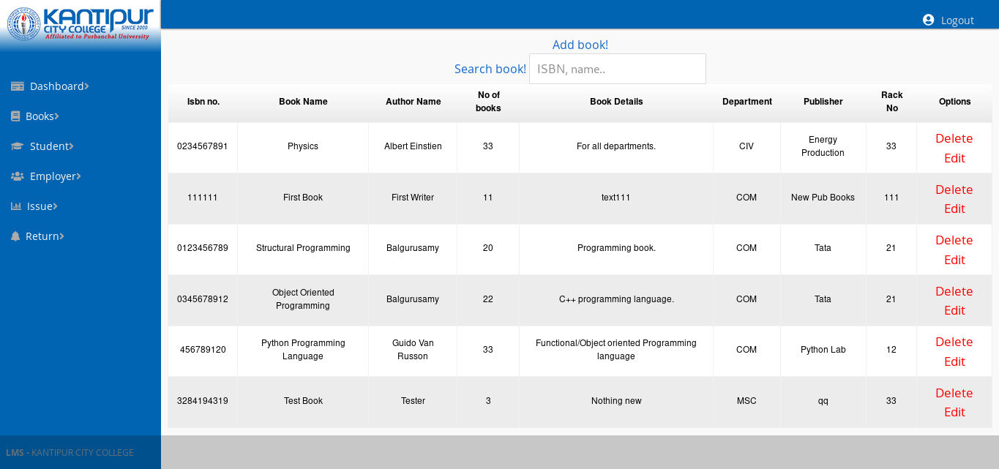 KANTIPUR CITY COLLEGE
KANTIPUR
CITY COLLEGE SINCE 2000
Affiliated to Purbanchal University
Logout
Dashboard
Books
Student
Employer
Issue
Return
Add book!
Search book! ISBN, name..
Isbn no. Book Name Author Name No of books Book Details Department Publisher Rack No Options
0234567891 Physics Albert Einstien 33 For all departments. CIV Energy Production 33 Delete Edit
111111 First Book First Writer 11 text111 COM New Pub Books 111 Delete Edit
0123456789 Structural Programming Balgurusamy 20 Programming book. COM Tata 21 Delete Edit
0345678912 Object Oriented Programming Balgurusamy 22 C++ programming language. COM Tata 21 Delete Edit
456789120 Python Programming Language Guido Van Russon 33 Functional/Object oriented Programming language COM Python Lab 12 Delete Edit
3284194319 Test Book Tester 3 Nothing new MSC qq 33 Delete Edit
LMS - KANTIPUR CITY COLLEGE